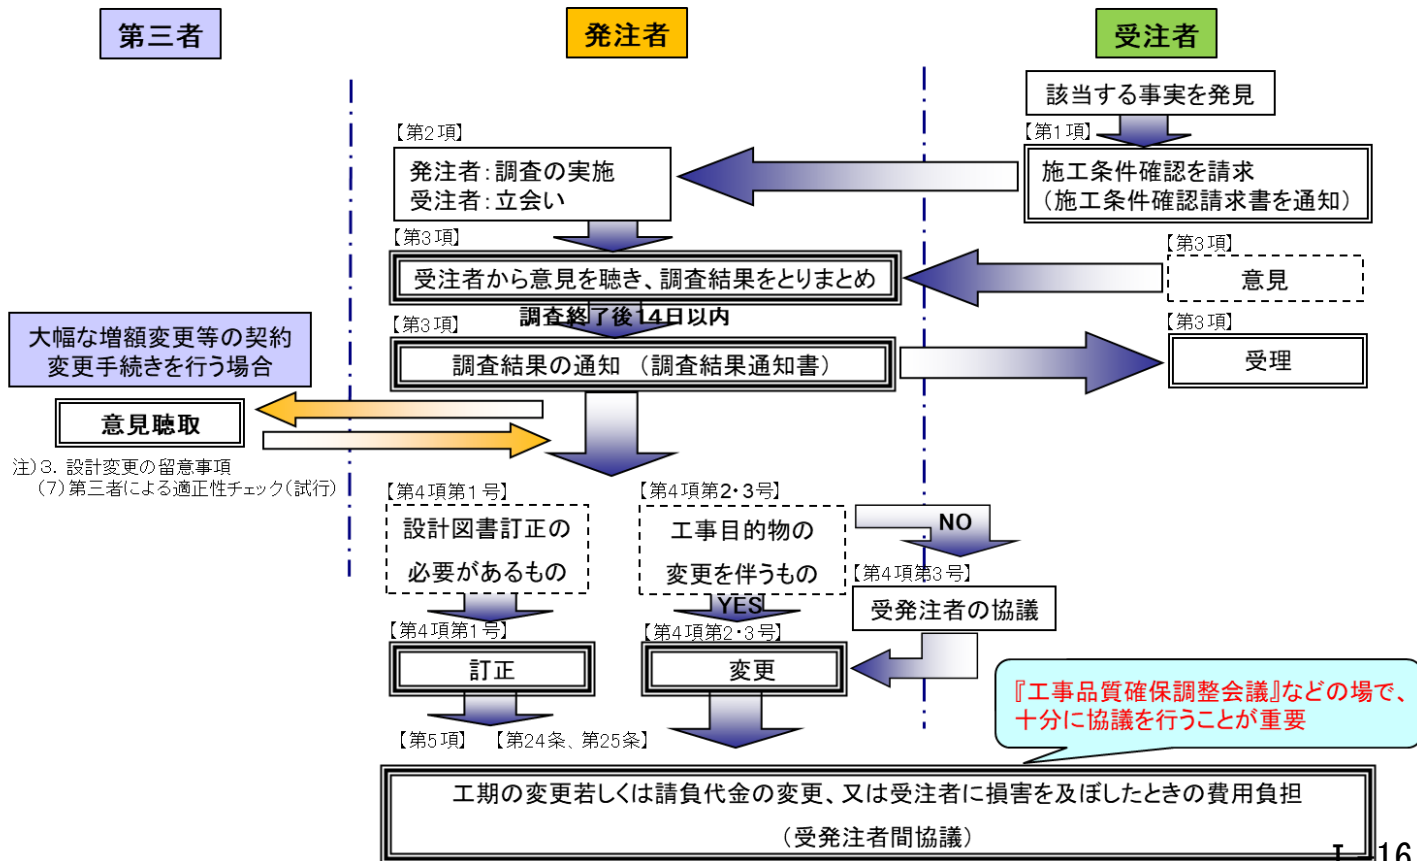 第三者
発注者
受注者
該当する事実を発見
【第1項】
施工条件確認を請求
（施工条件確認請求書を通知）
【第2項】
発注者：調査の実施
受注者：立会い
【第3項】
受注者から意見を聴き、調査結果をとりまとめ
【第3項】
意見
調査終了後14日以内
【第3項】
調査結果の通知　（調査結果通知書）
【第3項】
受理
大幅な増額変更等の契約
変更手続きを行う場合
意見聴取
注）３．設計変更の留意事項
（7）第三者による適正性チェック（試行）
【第4項第1号】
設計図書訂正の
必要があるもの
【第4項第2・3号】
工事目的物の
変更を伴うもの
NO
YES
【第4項第3号】
受発注者の協議
【第4項第1号】
訂正
【第4項第2・3号】
変更
『工事品質確保調整会議』などの場で、
十分に協議を行うことが重要
【第5項】　【第24条、第25条】
工期の変更若しくは請負代金の変更、又は受注者に損害を及ぼしたときの費用負担
（受発注者間協議）
Ⅰ-16